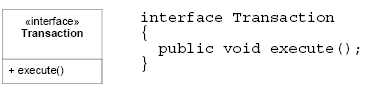 «interface»
Transaction
+ execute()
interface Transaction
{
  public void execute();
}